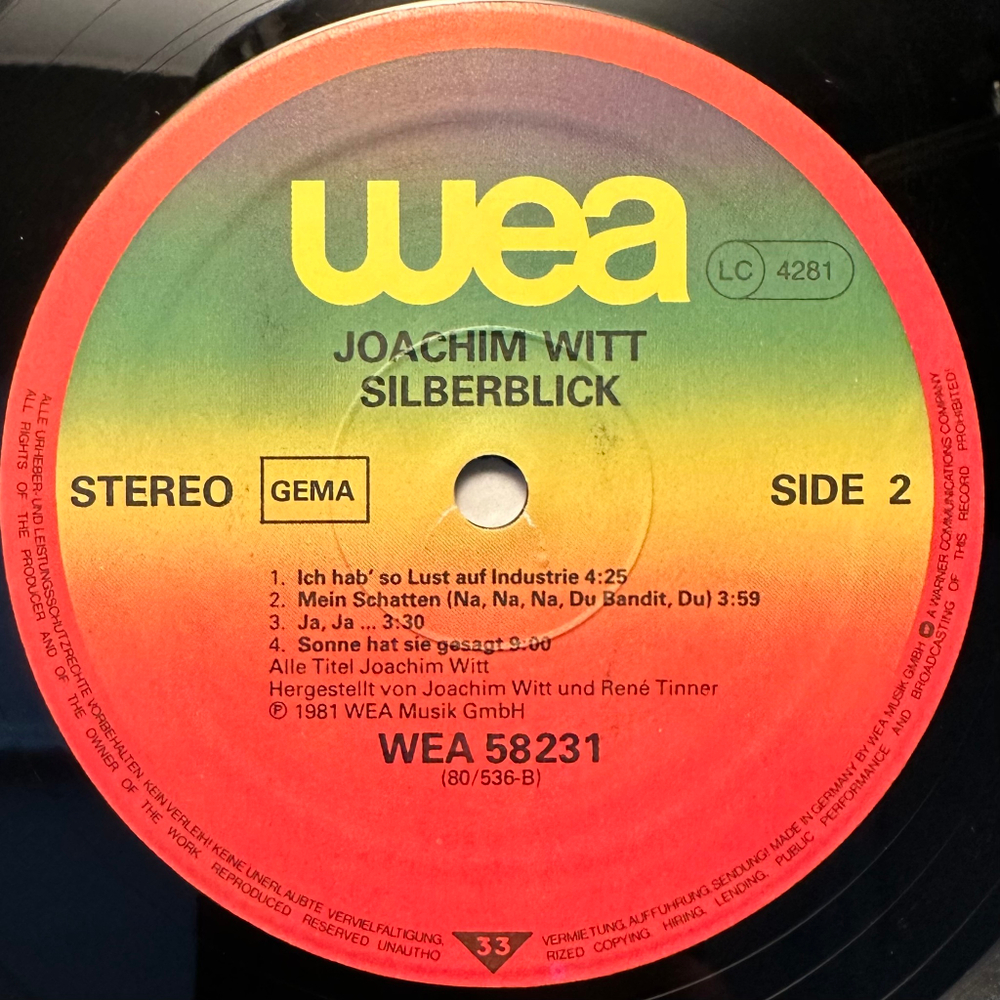 wea
LC 4281
JOACHIM WITT
SILBERBLICK
STEREO GEMA SIDE 2
1. Ich hab' so Lust auf Industrie 4:25
2. Mein Schatten (Na, Na, Na, Du Bandit, Du) 3:59
3. Ja, Ja ... 3:30
4. Sonne hat sie gesagt 9:00
Alle Titel Joachim Witt
Hergestellt von Joachim Witt und René Tinner
℗ 1981 WEA Musik GmbH
WEA 58231
(80/536-B)
33
ALLE URHEBER- UND LEISTUNGSSCHUTZRECHTE VORBEHALTEN KEIN VERLEIH! KEINE UNERLAUBTE VERVIELFÄLTIGUNG, VERMIETUNG, AUFFÜHRUNG, SENDUNG! MADE IN GERMANY BY WEA MUSIK GMBH A WARNER COMMUNICATIONS COMPANY
ALL RIGHTS OF THE PRODUCER AND OF THE OWNER OF THE WORK REPRODUCED RESERVED UNAUTHORIZED COPYING, HIRING, LENDING, PUBLIC PERFORMANCE AND BROADCASTING OF THIS RECORD PROHIBITED!